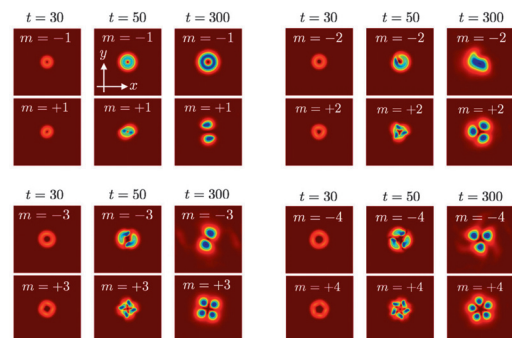 t = 30 t = 50 t = 300
m = −1 m = −1 m = −1
y
x
m = +1 m = +1 m = +1
t = 30 t = 50 t = 300
m = −2 m = −2 m = −2
m = +2 m = +2 m = +2
t = 30 t = 50 t = 300
m = −3 m = −3 m = −3
m = +3 m = +3 m = +3
t = 30 t = 50 t = 300
m = −4 m = −4 m = −4
m = +4 m = +4 m = +4